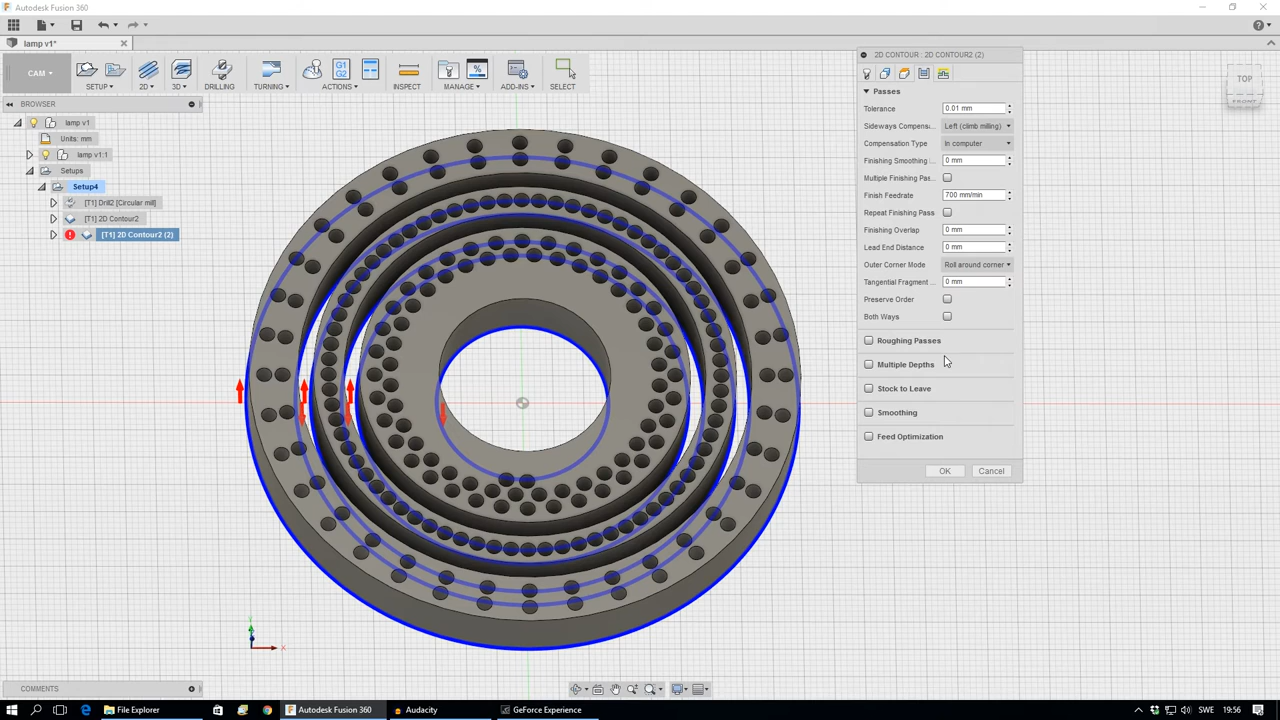 Autodesk Fusion 360
lamp v1*
CAM
SETUP
2D
3D
DRILLING
TURNING
G1
G2
ACTIONS
INSPECT
MANAGE
ADD-INS
SELECT
BROWSER
lamp v1
Units: mm
lamp v1:1
Setups
Setup4
[T1] Drill2 [Circular mill]
[T1] 2D Contour2
[T1] 2D Contour2 (2)
2D CONTOUR : 2D CONTOUR2 (2)
Passes
Tolerance 0.01 mm
Sideways Compensa... Left (climb milling)
Compensation Type In computer
Finishing Smoothing 0 mm
Multiple Finishing Pas...
Finish Feedrate 700 mm/min
Repeat Finishing Pass
Finishing Overlap 0 mm
Lead End Distance 0 mm
Outer Corner Mode Roll around corner
Tangential Fragment ... 0 mm
Preserve Order
Both Ways
Roughing Passes
Multiple Depths
Stock to Leave
Smoothing
Feed Optimization
OK Cancel
TOP
FRONT
Y
X
COMMENTS
File Explorer
Autodesk Fusion 360
Audacity
GeForce Experience
SWE 19:56